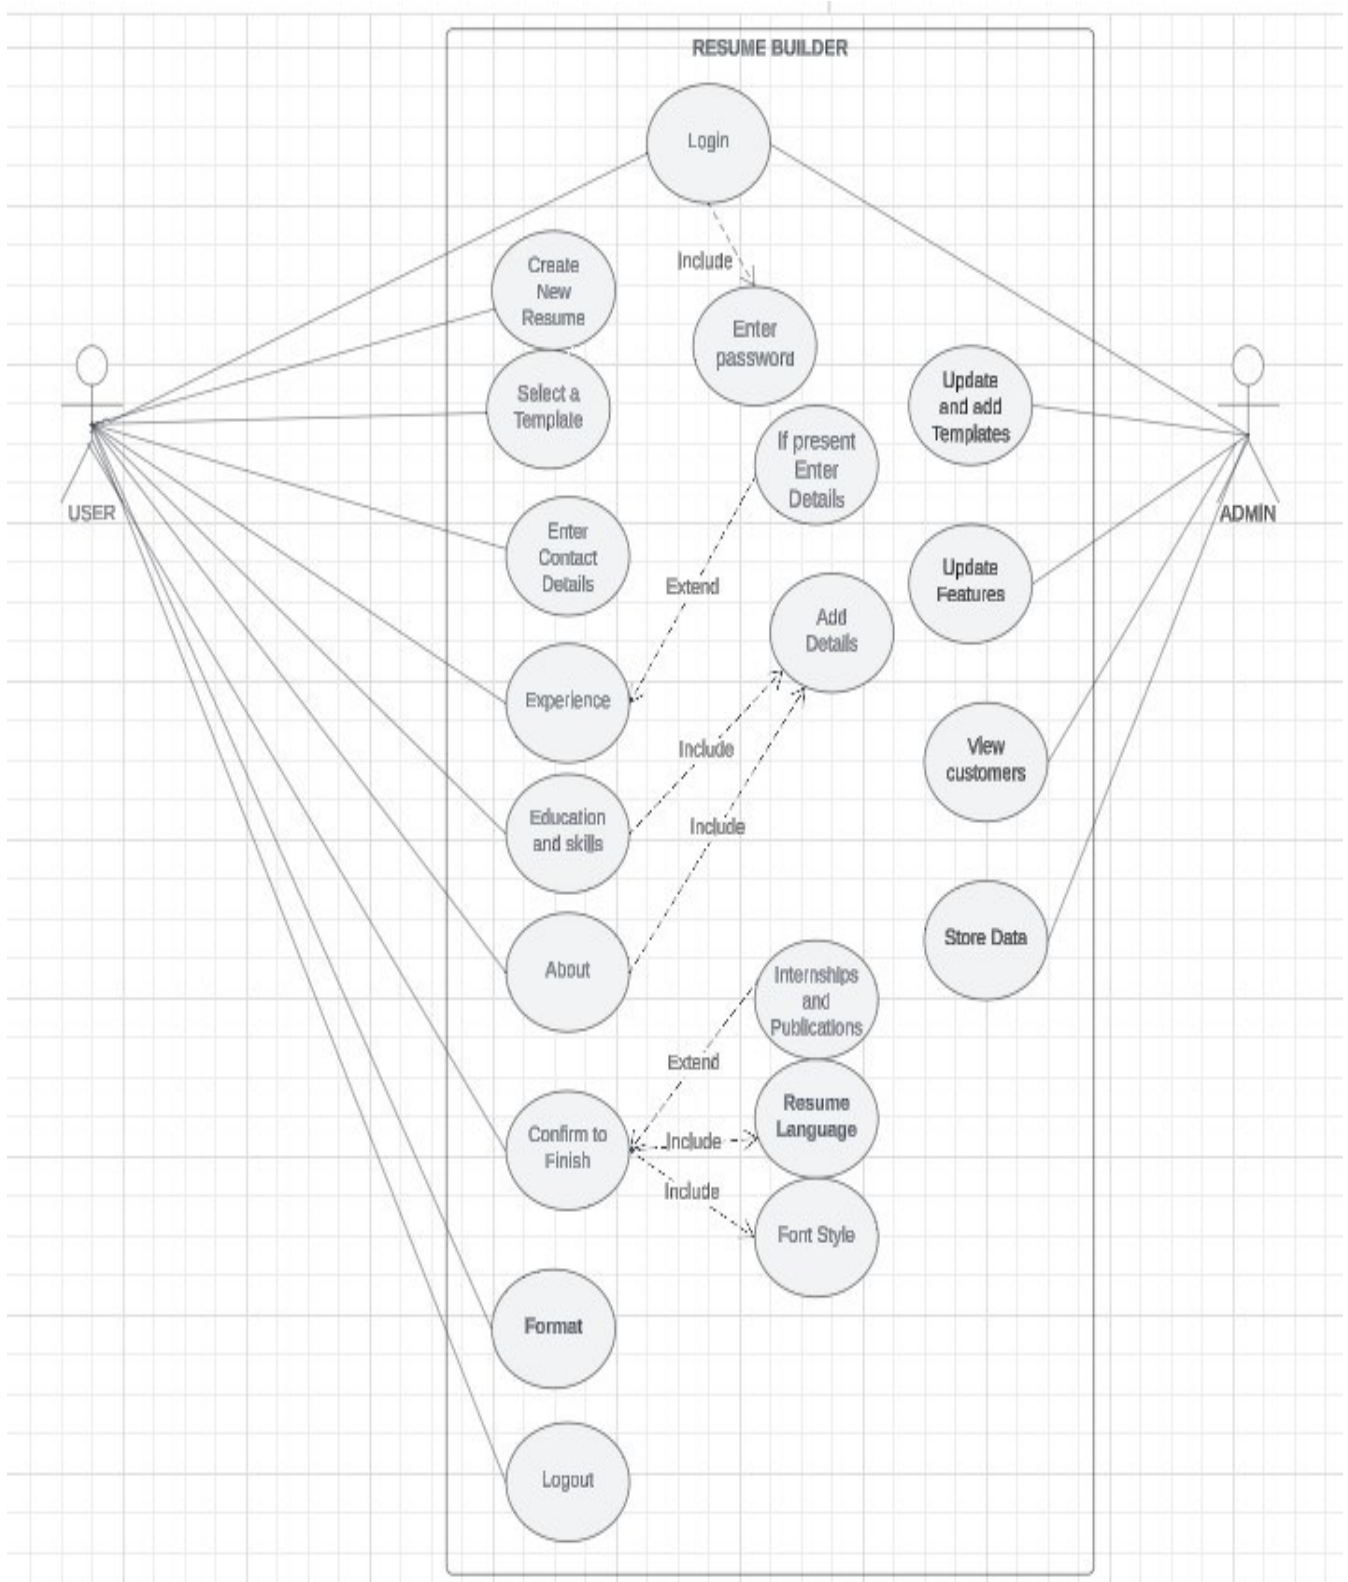 RESUME BUILDER
Login
Include
Create
New
Resume
Enter
password
Select a
Template
Update
and add
Templates
If present
Enter
Details
USER
ADMIN
Enter
Contact
Details
Extend
Update
Features
Add
Details
Experience
Include
View
customers
Education
and skills
Include
About
Store Data
Internships
and
Publications
Extend
Resume
Language
Confirm to
Finish
Include
Include
Font Style
Format
Logout